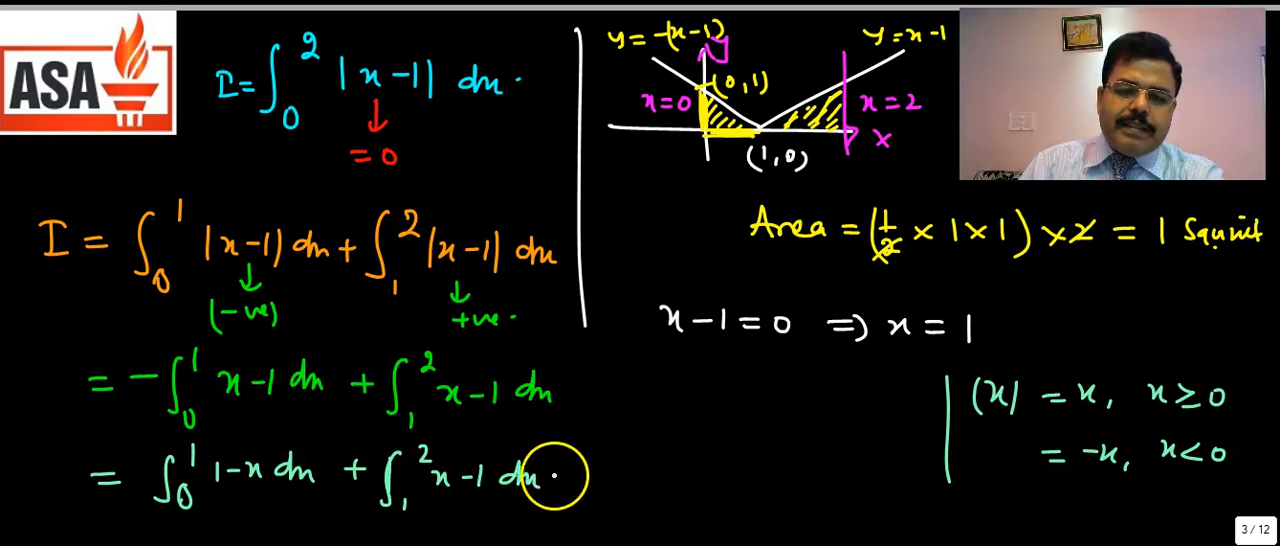 ASA
I = ∫₀² |x-1| dx.
= 0
I = ∫₀¹ |x-1| dx + ∫₁² |x-1| dx
(-ve)
+ve.
= - ∫₀¹ x-1 dx + ∫₁² x-1 dx
= ∫₀¹ 1-x dx + ∫₁² x-1 dx.
y = -(x-1)
y
y = x-1
(0,1)
x=0
x=2
x
(1,0)
Area = (1/2 × 1 × 1) × 2 = 1 Sq unit
x-1=0 ⇒ x = 1
|x| = x, x ≥ 0
= -x, x < 0
3 / 12